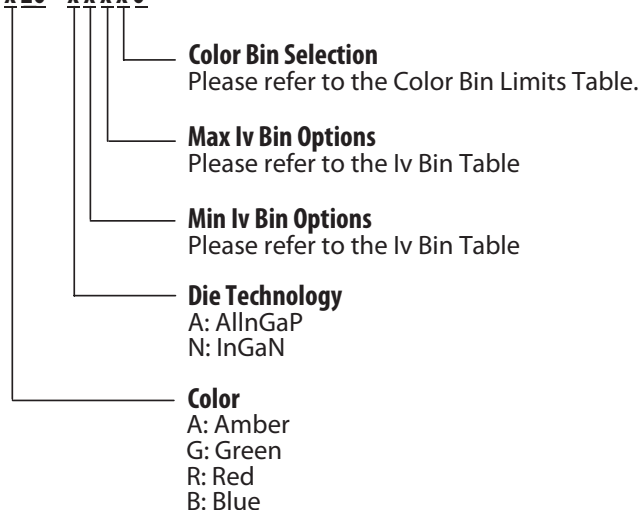 Color Bin Selection
Please refer to the Color Bin Limits Table.
Max Iv Bin Options
Please refer to the Iv Bin Table
Min Iv Bin Options
Please refer to the Iv Bin Table
Die Technology
A: AllnGaP
N: InGaN
Color
A: Amber
G: Green
R: Red
B: Blue